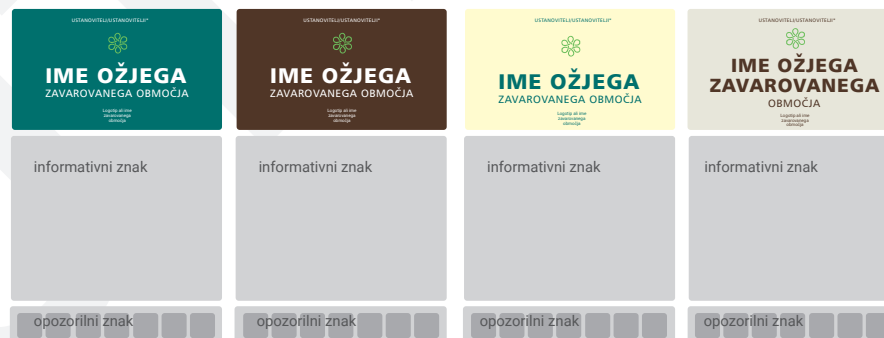 USTANOVITELJ/USTANOVITELJI*
IME OŽJEGA
ZAVAROVANEGA OBMOČJA
Logotip ali ime
zavarovanega
območja
informativni znak
opozorilni znak
USTANOVITELJ/USTANOVITELJI*
IME OŽJEGA
ZAVAROVANEGA OBMOČJA
Logotip ali ime
zavarovanega
območja
informativni znak
opozorilni znak
USTANOVITELJ/USTANOVITELJI*
IME OŽJEGA
ZAVAROVANEGA OBMOČJA
Logotip ali ime
zavarovanega
območja
informativni znak
opozorilni znak
USTANOVITELJ/USTANOVITELJI*
IME OŽJEGA
ZAVAROVANEGA
OBMOČJA
Logotip ali ime
zavarovanega
območja
informativni znak
opozorilni znak